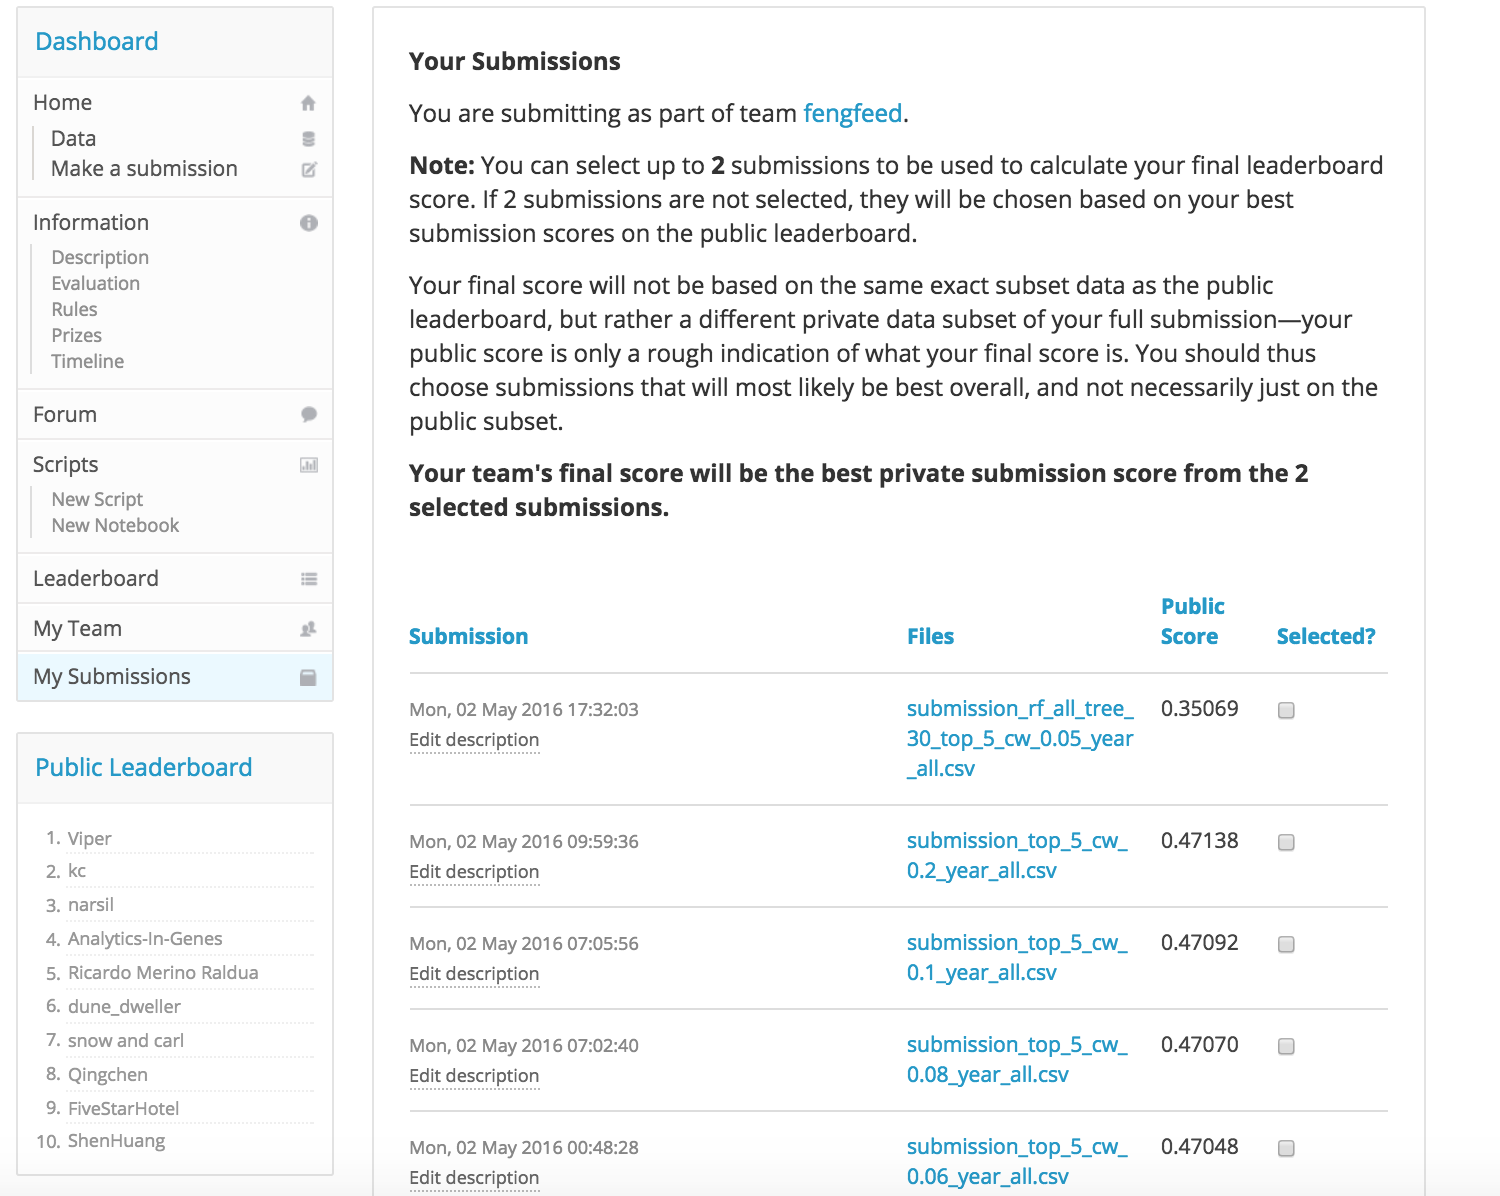 Dashboard
Home
Data
Make a submission
Information
Description
Evaluation
Rules
Prizes
Timeline
Forum
Scripts
New Script
New Notebook
Leaderboard
My Team
My Submissions
Public Leaderboard
1. Viper
2. kc
3. narsil
4. Analytics-In-Genes
5. Ricardo Merino Raldua
6. dune_dweller
7. snow and carl
8. Qingchen
9. FiveStarHotel
10. ShenHuang
Your Submissions
You are submitting as part of team fengfeed.
Note: You can select up to 2 submissions to be used to calculate your final leaderboard
score. If 2 submissions are not selected, they will be chosen based on your best
submission scores on the public leaderboard.
Your final score will not be based on the same exact subset data as the public
leaderboard, but rather a different private data subset of your full submission—your
public score is only a rough indication of what your final score is. You should thus
choose submissions that will most likely be best overall, and not necessarily just on the
public subset.
Your team's final score will be the best private submission score from the 2
selected submissions.
Submission Files Public Score Selected?
Mon, 02 May 2016 17:32:03 submission_rf_all_tree_ 0.35069
Edit description 30_top_5_cw_0.05_year
_all.csv
Mon, 02 May 2016 09:59:36 submission_top_5_cw_ 0.47138
Edit description 0.2_year_all.csv
Mon, 02 May 2016 07:05:56 submission_top_5_cw_ 0.47092
Edit description 0.1_year_all.csv
Mon, 02 May 2016 07:02:40 submission_top_5_cw_ 0.47070
Edit description 0.08_year_all.csv
Mon, 02 May 2016 00:48:28 submission_top_5_cw_ 0.47048
Edit description 0.06_year_all.csv